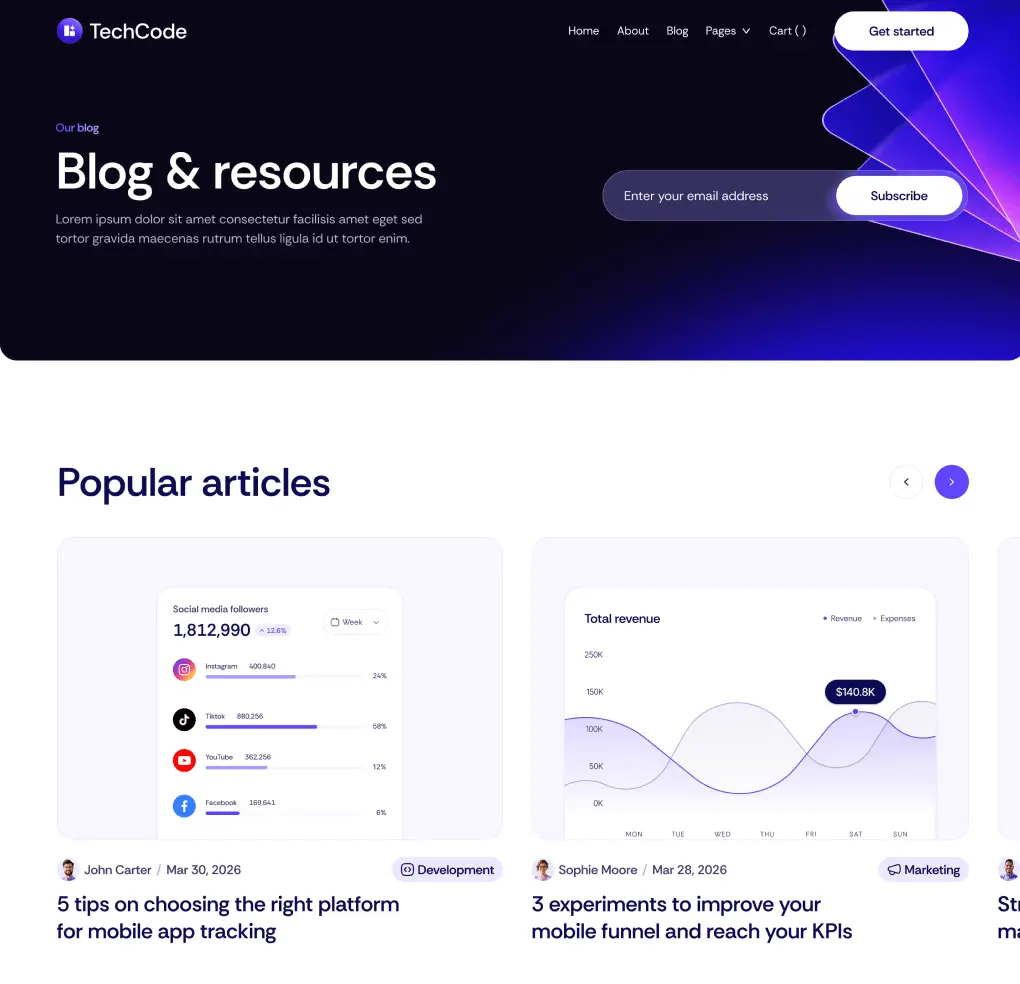 TechCode
Home About Blog Pages Cart ( ) Get started
Our blog
Blog & resources
Lorem ipsum dolor sit amet consectetur facilisis amet eget sed
tortor gravida maecenas rutrum tellus ligula id ut tortor enim.
Enter your email address Subscribe
Popular articles
Social media followers
1,812,990 12.6% Week
Instagram 400,840
24%
Tiktok 880,256
58%
YouTube 362,256
12%
Facebook 169,641
6%
Total revenue Revenue Expenses
250K
150K
$140.8K
100K
50K
0K
MON TUE WED THU FRI SAT SUN
John Carter / Mar 30, 2026 Development
5 tips on choosing the right platform
for mobile app tracking
Sophie Moore / Mar 28, 2026 Marketing
3 experiments to improve your
mobile funnel and reach your KPIs